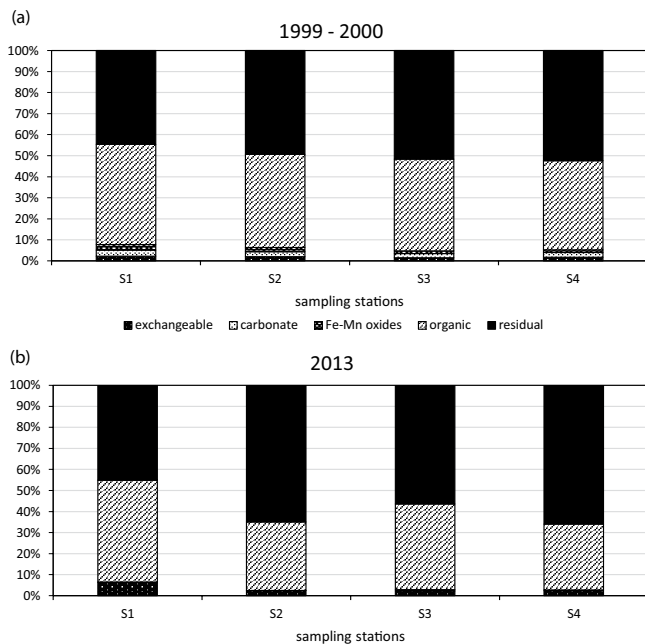 (a)
1999 - 2000
100%
90%
80%
70%
60%
50%
40%
30%
20%
10%
0%
S1 S2 S3 S4
sampling stations
exchangeable carbonate Fe-Mn oxides organic residual
(b)
2013
100%
90%
80%
70%
60%
50%
40%
30%
20%
10%
0%
S1 S2 S3 S4
sampling stations